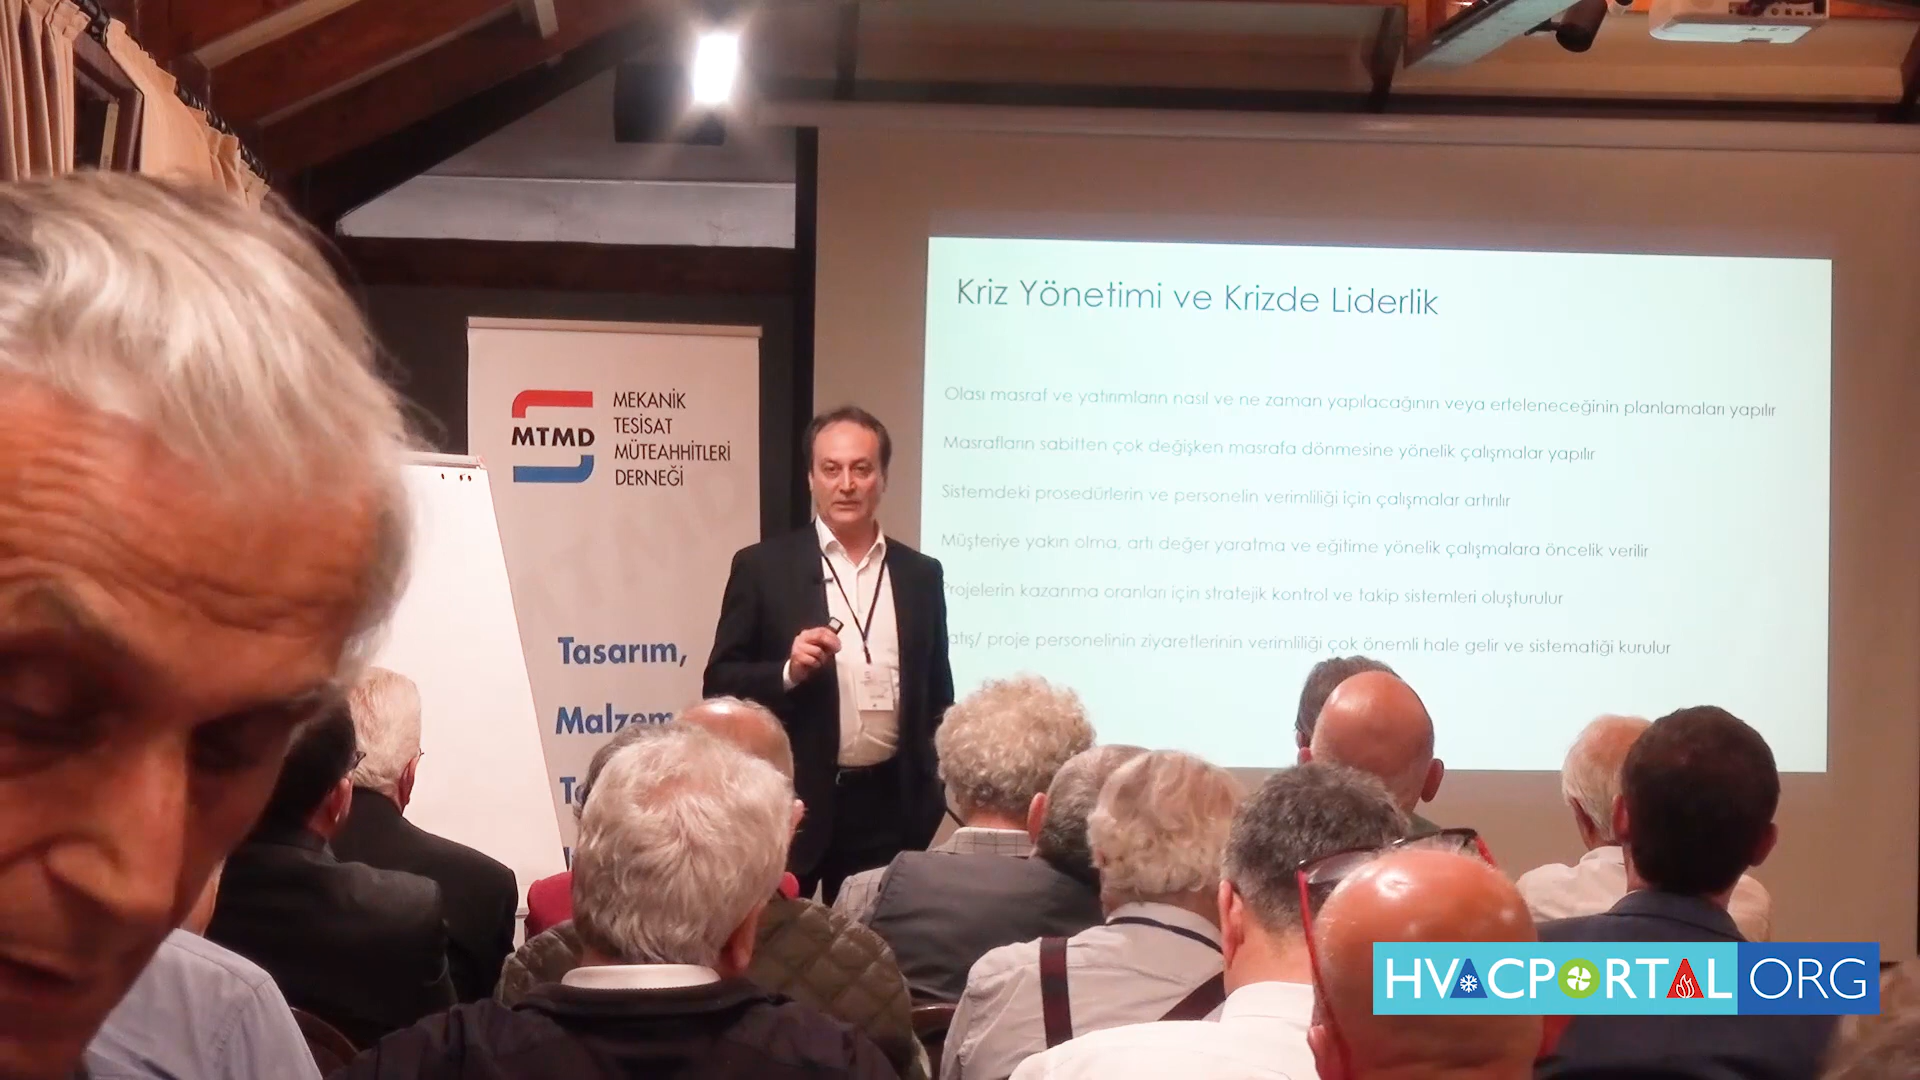 Kriz Yönetimi ve Krizde Liderlik
Olası masraf ve yatırımların nasıl ve ne zaman yapılacağının veya erteleneceğinin planlamaları yapılır
Masrafların sabitten çok değişken masrafa dönmesine yönelik çalışmalar yapılır
Sistemdeki prosedürlerin ve personelin verimliliği için çalışmalar artırılır
Müşteriye yakın olma, artı değer yaratma ve eğitime yönelik çalışmalara öncelik verilir
Projelerin kazanma oranları için stratejik kontrol ve takip sistemleri oluşturulur
atış/ proje personelinin ziyaretlerinin verimliliği çok önemli hale gelir ve sistematiği kurulur
MTMD
MEKANİK
TESİSAT
MÜTEAHHİTLERİ
DERNEĞİ
Tasarım,
Malzem
HVACPORTAL ORG